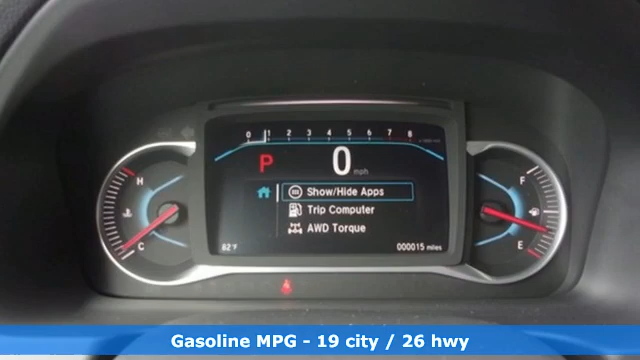 0 1 2 3 4 5 6 7 8
P 0 mph
H
F
Show/Hide Apps
Trip Computer
AWD Torque
C
E
82°F
000015 miles
Gasoline MPG - 19 city / 26 hwy